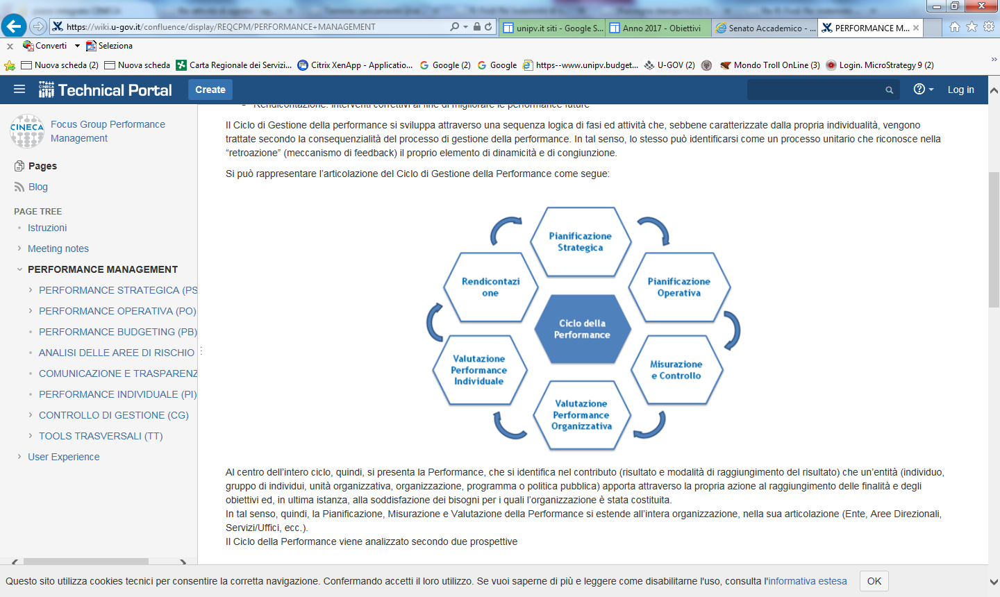 https://wiki.u-gov.it/confluence/display/REQCPM/PERFORMANCE+MANAGEMENT
unipv.it siti - Google S...
Anno 2017 - Obiettivi
Senato Accademico - ...
PERFORMANCE M...
x Converti Seleziona
Nuova scheda (2)
Nuova scheda
Carta Regionale dei Servizi...
Citrix XenApp - Applicatio...
Google (2)
Google
https--www.unipv.budget...
U-GOV (2)
Mondo Troll OnLine (3)
Login. MicroStrategy 9 (2)
CINECA Technical Portal
Create
Log in
CINECA
Focus Group Performance
Management
Pages
Blog
PAGE TREE
Istruzioni
Meeting notes
PERFORMANCE MANAGEMENT
PERFORMANCE STRATEGICA (PS
PERFORMANCE OPERATIVA (PO)
PERFORMANCE BUDGETING (PB)
ANALISI DELLE AREE DI RISCHIO
COMUNICAZIONE E TRASPARENZ
PERFORMANCE INDIVIDUALE (PI)
CONTROLLO DI GESTIONE (CG)
TOOLS TRASVERSALI (TT)
User Experience
Rendicontazione: interventi correttivi al fine di migliorare le performance future
Il Ciclo di Gestione della performance si sviluppa attraverso una sequenza logica di fasi ed attività che, sebbene caratterizzate dalla propria individualità, vengono
trattate secondo la consequenzialità del processo di gestione della performance. In tal senso, lo stesso può identificarsi come un processo unitario che riconosce nella
“retroazione” (meccanismo di feedback) il proprio elemento di dinamicità e di congiunzione.
Si può rappresentare l’articolazione del Ciclo di Gestione della Performance come segue:
Pianificazione
Strategica
Pianificazione
Operativa
Misurazione
e Controllo
Valutazione
Performance
Organizzativa
Valutazione
Performance
Individuale
Rendicontazi
one
Ciclo della
Performance
Al centro dell’intero ciclo, quindi, si presenta la Performance, che si identifica nel contributo (risultato e modalità di raggiungimento del risultato) che un’entità (individuo,
gruppo di individui, unità organizzativa, organizzazione, programma o politica pubblica) apporta attraverso la propria azione al raggiungimento delle finalità e degli
obiettivi ed, in ultima istanza, alla soddisfazione dei bisogni per i quali l’organizzazione è stata costituita.
In tal senso, quindi, la Pianificazione, Misurazione e Valutazione della Performance si estende all’intera organizzazione, nella sua articolazione (Ente, Aree Direzionali,
Servizi/Uffici, ecc.).
Il Ciclo della Performance viene analizzato secondo due prospettive
Questo sito utilizza cookies tecnici per consentire la corretta navigazione. Confermando accetti il loro utilizzo. Se vuoi saperne di più e leggere come disabilitarne l'uso, consulta l'informativa estesa
OK